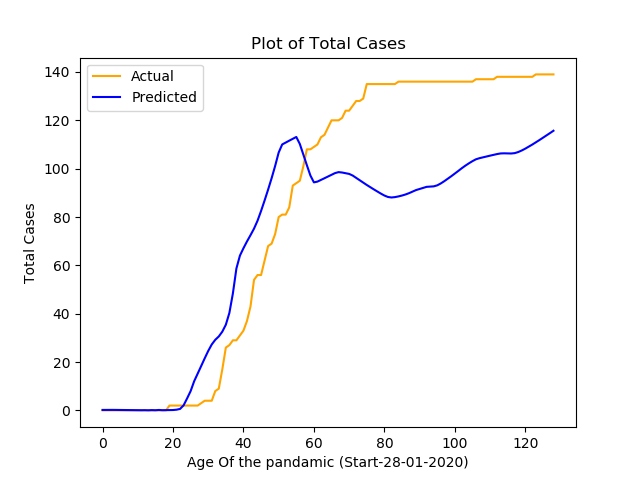 Plot of Total Cases
Actual
Predicted
Total Cases
140
120
100
80
60
40
20
0
0 20 40 60 80 100 120
Age Of the pandamic (Start-28-01-2020)